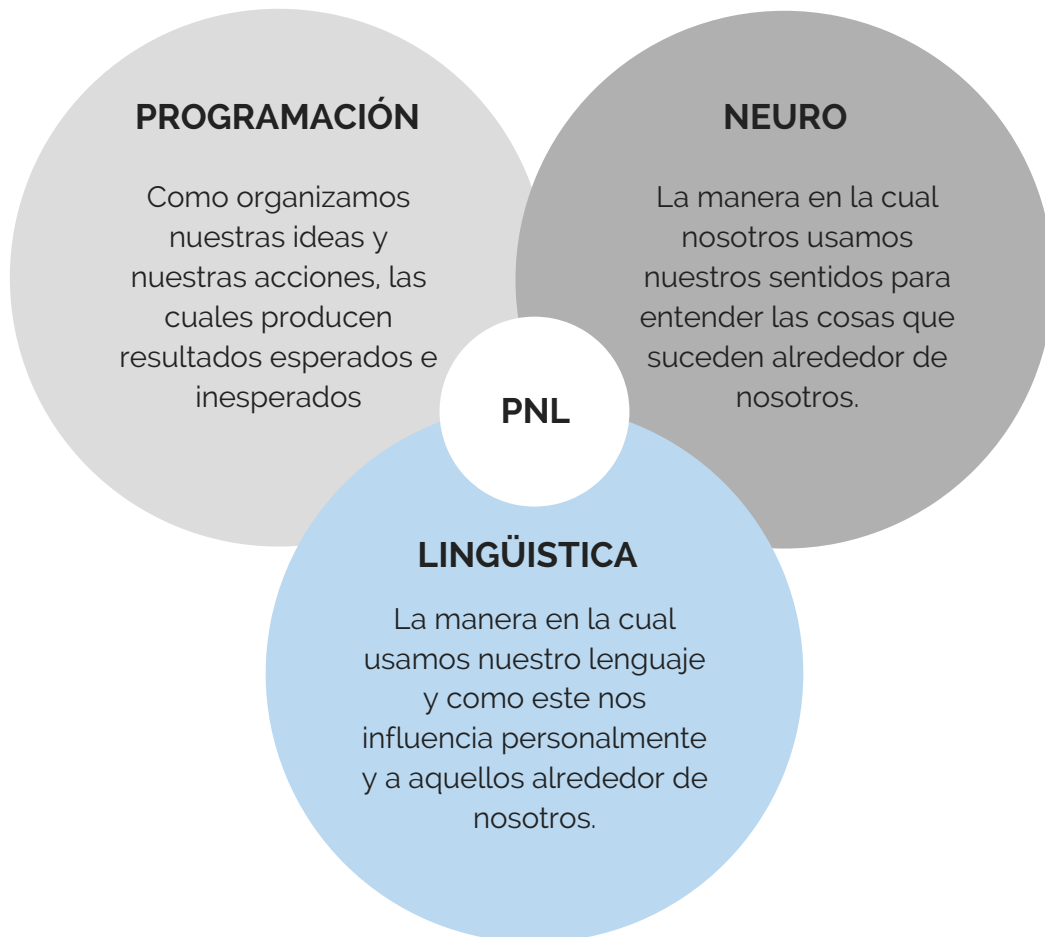 PROGRAMACIÓN
Como organizamos
nuestras ideas y
nuestras acciones, las
cuales producen
resultados esperados e
inesperados
NEURO
La manera en la cual
nosotros usamos
nuestros sentidos para
entender las cosas que
suceden alrededor de
nosotros.
PNL
LINGÜISTICA
La manera en la cual
usamos nuestro lenguaje
y como este nos
influencia personalmente
y a aquellos alrededor de
nosotros.